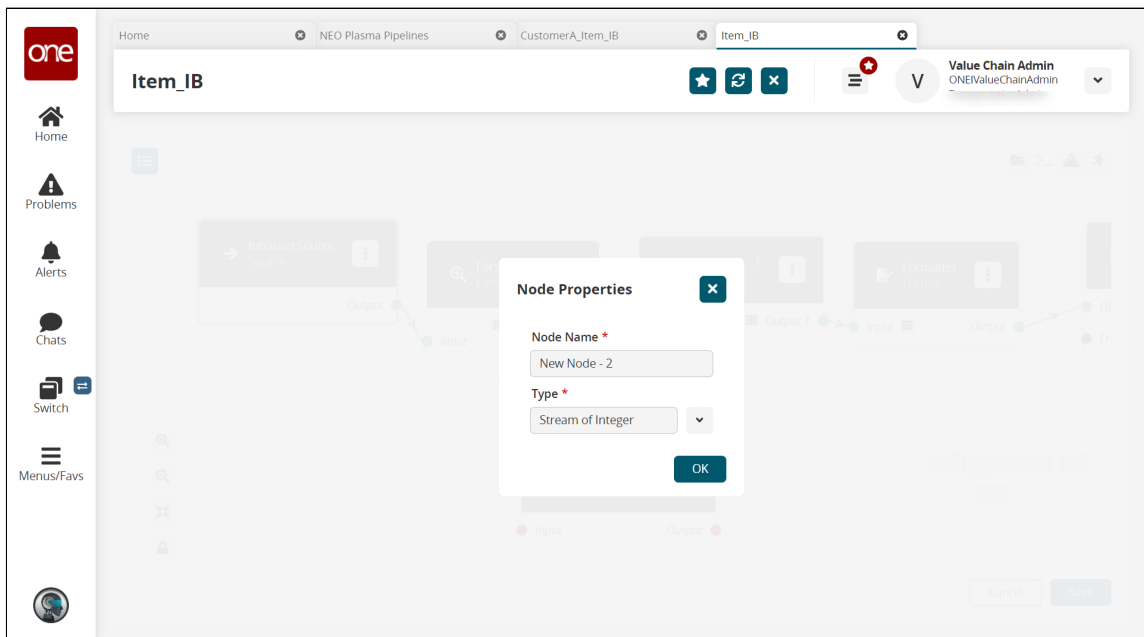 one
Home
NEO Plasma Pipelines
CustomerA_Item_IB
Item_IB
Item_IB
V
Value Chain Admin
ONEIValueChainAdmin
Home
Problems
Alerts
Chats
Switch
Menus/Favs
Inbound Source
Source
Output
Input
Output ?
Formatter
Input
Output
Node Properties
Node Name *
New Node - 2
Type *
Stream of Integer
OK
Input
Output
Cancel
Save